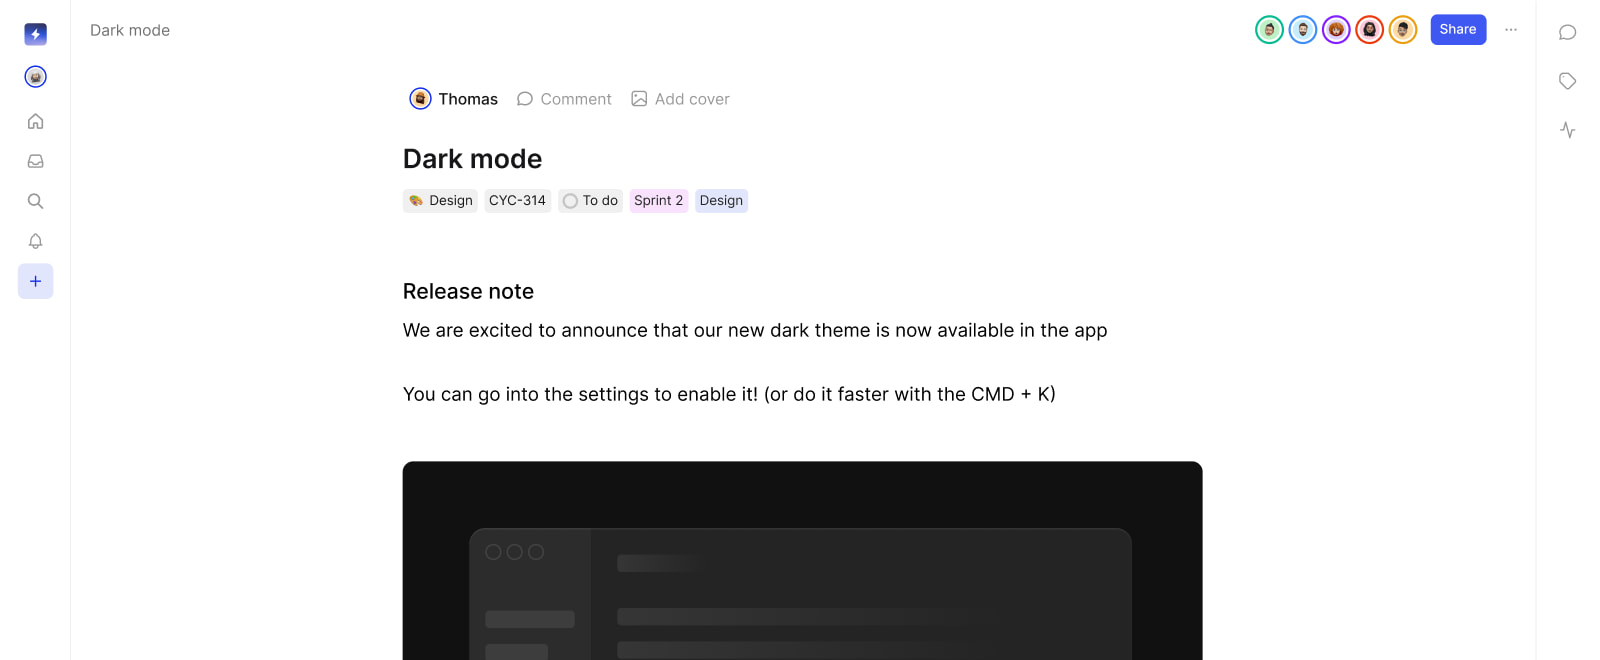 Dark mode
Share
Thomas
Comment
Add cover
Dark mode
Design
CYC-314
To do
Sprint 2
Design
Release note
We are excited to announce that our new dark theme is now available in the app
You can go into the settings to enable it! (or do it faster with the CMD + K)